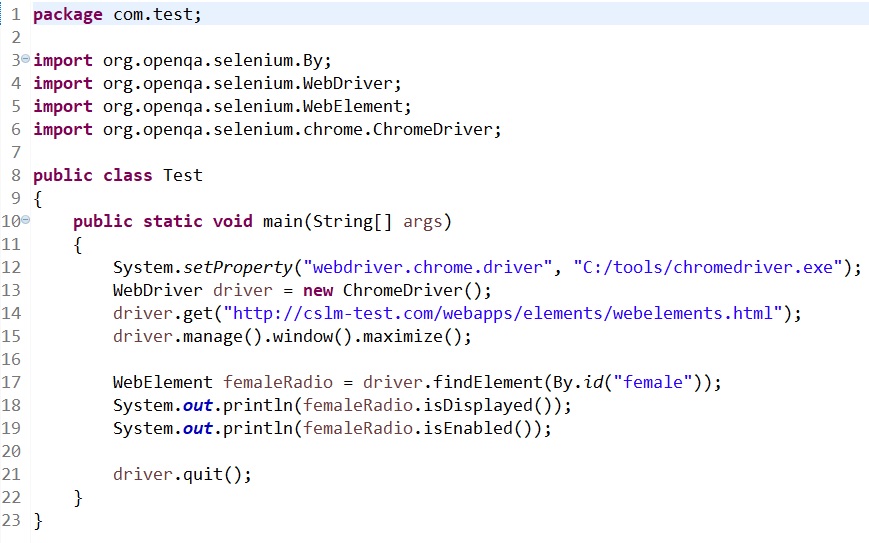 1 package com.test;
2
3 import org.openqa.selenium.By;
4 import org.openqa.selenium.WebDriver;
5 import org.openqa.selenium.WebElement;
6 import org.openqa.selenium.chrome.ChromeDriver;
7
8 public class Test
9 {
10     public static void main(String[] args)
11     {
12         System.setProperty("webdriver.chrome.driver", "C:/tools/chromedriver.exe");
13         WebDriver driver = new ChromeDriver();
14         driver.get("http://cslm-test.com/webapps/elements/webelements.html");
15         driver.manage().window().maximize();
16
17         WebElement femaleRadio = driver.findElement(By.id("female"));
18         System.out.println(femaleRadio.isDisplayed());
19         System.out.println(femaleRadio.isEnabled());
20
21         driver.quit();
22     }
23 }